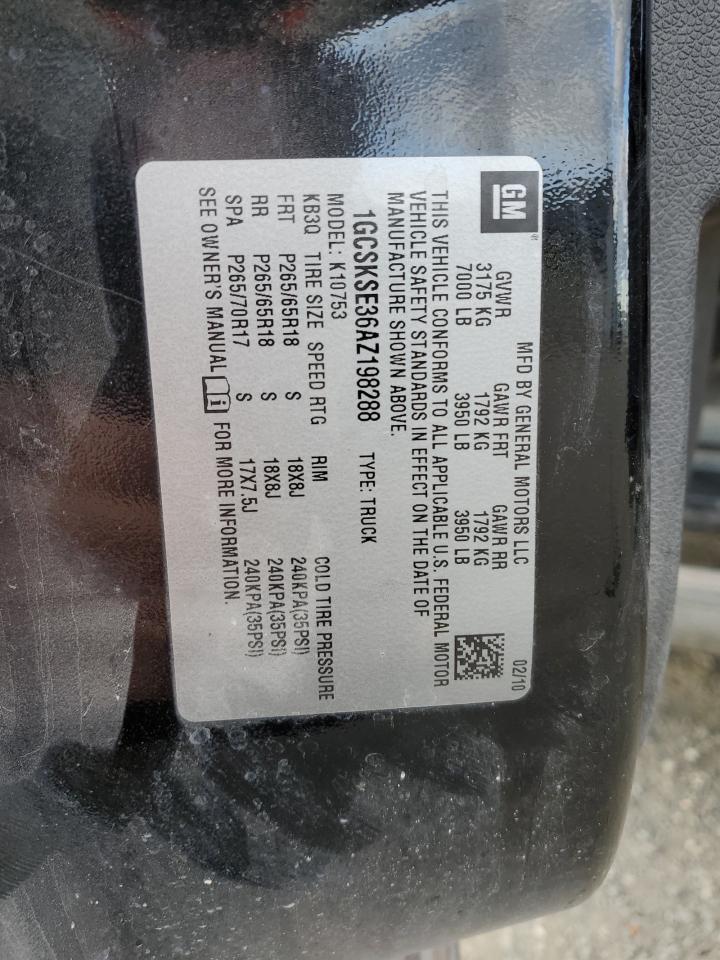 GM ®
MFD BY GENERAL MOTORS LLC 02/10
GVWR GAWR FRT GAWR RR
3175 KG 1792 KG 1792 KG
7000 LB 3950 LB 3950 LB
THIS VEHICLE CONFORMS TO ALL APPLICABLE U.S. FEDERAL MOTOR
VEHICLE SAFETY STANDARDS IN EFFECT ON THE DATE OF
MANUFACTURE SHOWN ABOVE.
1GCSKSE36AZ198288 TYPE: TRUCK
MODEL: K10753
KB3Q TIRE SIZE SPEED RTG RIM COLD TIRE PRESSURE
FRT P265/65R18 S 18X8J 240KPA(35PSI)
RR P265/65R18 S 18X8J 240KPA(35PSI)
SPA P265/70R17 S 17X7.5J 240KPA(35PSI)
SEE OWNER'S MANUAL i FOR MORE INFORMATION.